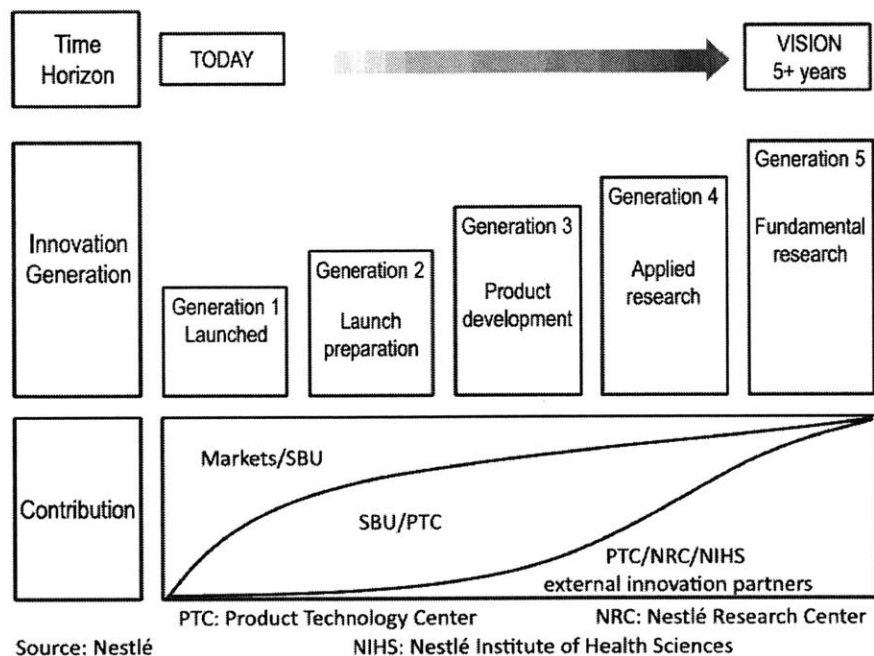 Time
Horizon
TODAY
VISION
5+ years
Innovation
Generation
Generation 1
Launched
Generation 2
Launch
preparation
Generation 3
Product
development
Generation 4
Applied
research
Generation 5
Fundamental
research
Contribution
Markets/SBU
SBU/PTC
PTC/NRC/NIHS
external innovation partners
PTC: Product Technology Center
NRC: Nestlé Research Center
Source: Nestlé
NIHS: Nestlé Institute of Health Sciences